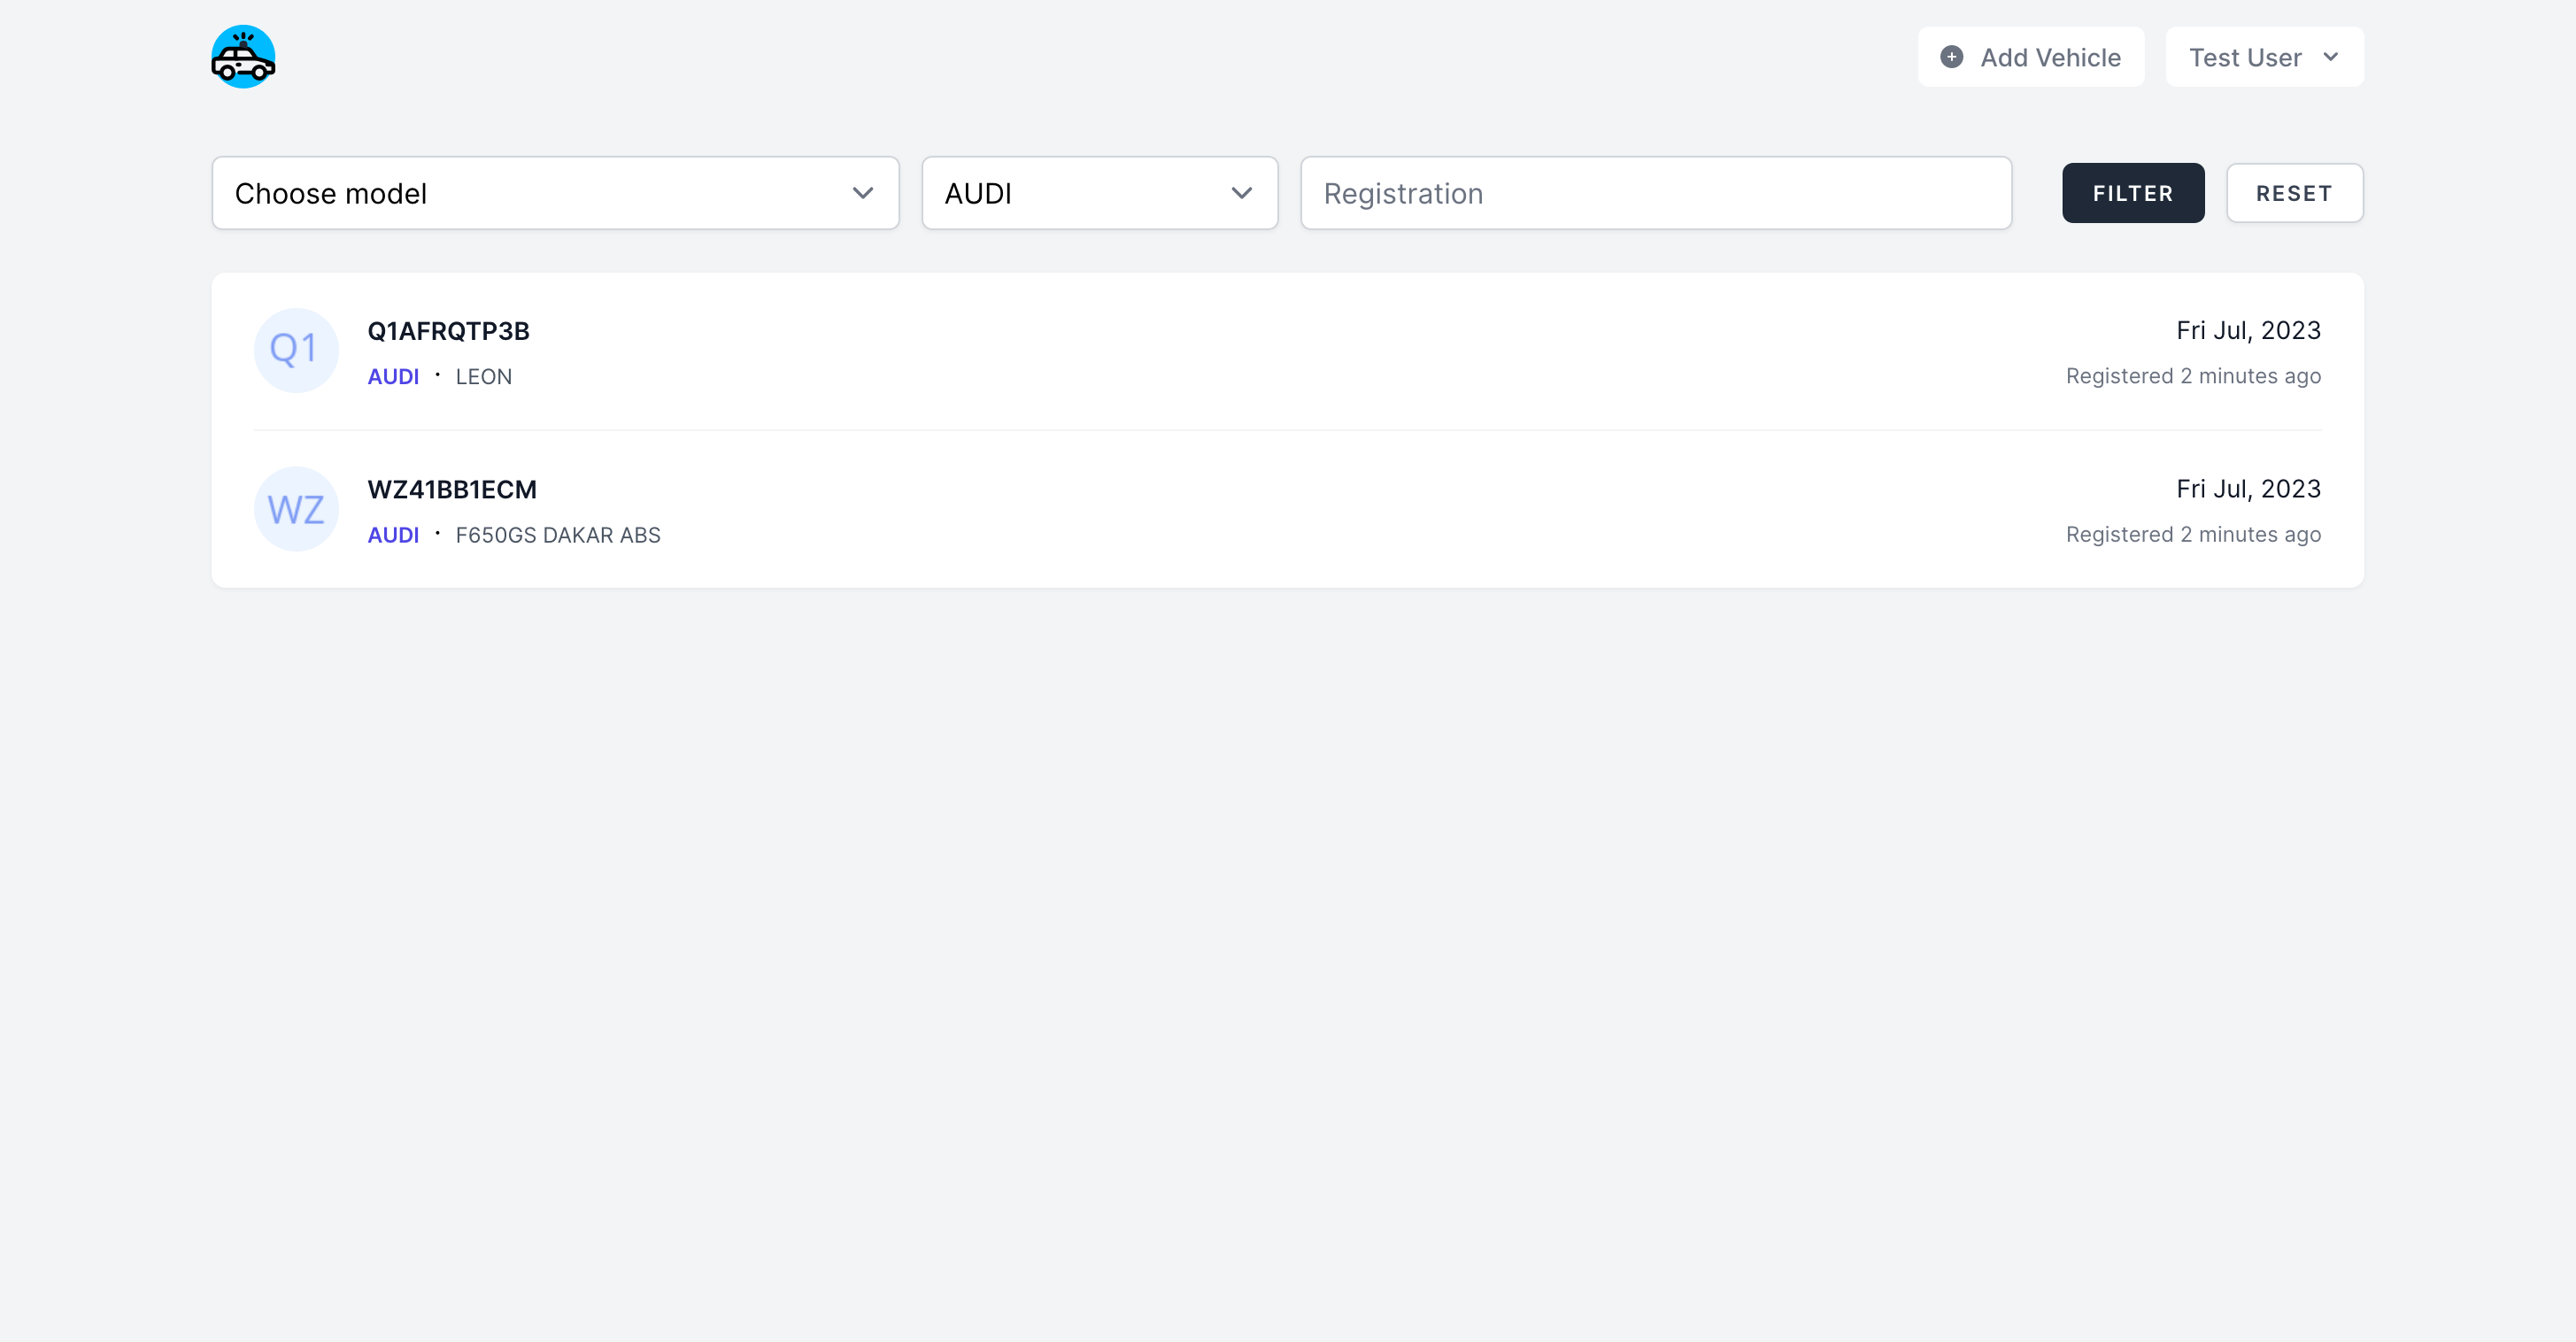 Add Vehicle
Test User
Choose model
AUDI
Registration
FILTER
RESET
Q1
Q1AFRQTP3B
AUDI · LEON
Fri Jul, 2023
Registered 2 minutes ago
WZ
WZ41BB1ECM
AUDI · F650GS DAKAR ABS
Fri Jul, 2023
Registered 2 minutes ago